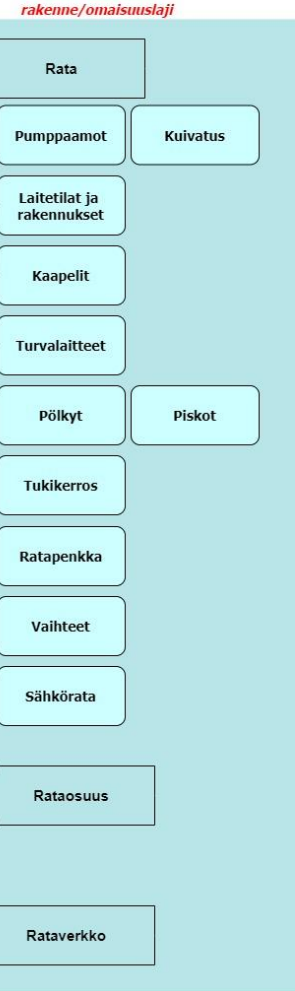 rakenne/omaisuuslaji
Rata
Pumppaamot
Kuivatus
Laitetilat ja
rakennukset
Kaapelit
Turvalaitteet
Pölkyt
Piskot
Tukikerros
Ratapenkka
Vaihteet
Sähkörata
Rataosuus
Rataverkko